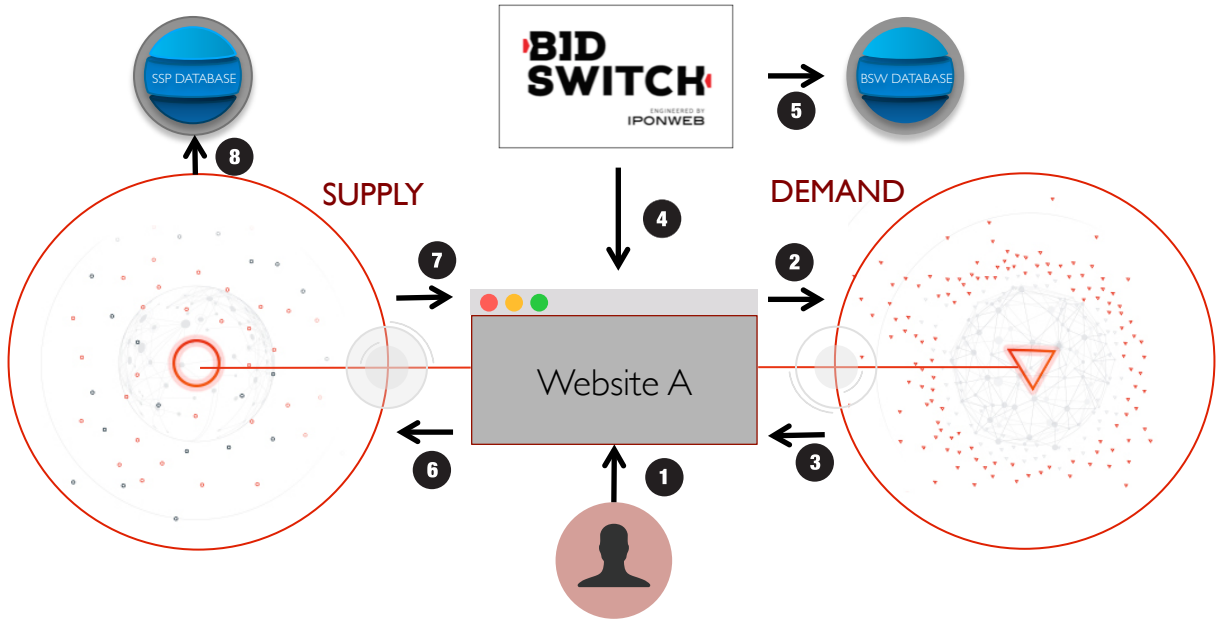 SSP DATABASE
BID
SWITCH
ENGINEERED BY
IPONWEB
BSW DATABASE
5
8
SUPPLY
DEMAND
4
7
2
Website A
6
3
1